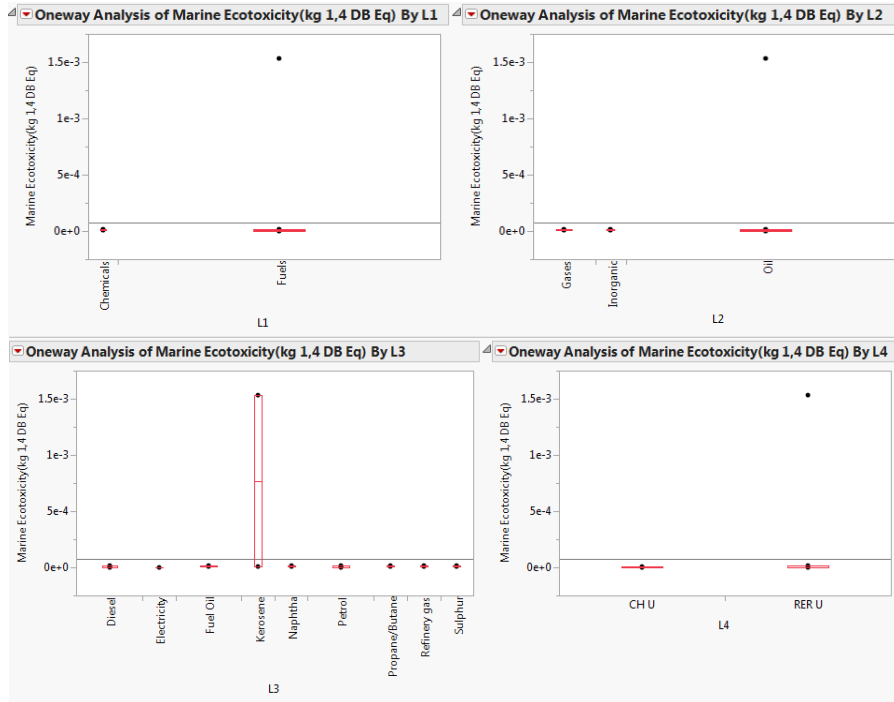 Oneway Analysis of Marine Ecotoxicity(kg 1,4 DB Eq) By L1
Marine Ecotoxicity(kg 1,4 DB Eq)
1.5e-3
1e-3
5e-4
0e+0
Chemicals
Fuels
L1
Oneway Analysis of Marine Ecotoxicity(kg 1,4 DB Eq) By L2
Marine Ecotoxicity(kg 1,4 DB Eq)
1.5e-3
1e-3
5e-4
0e+0
Gases
Inorganic
Oil
L2
Oneway Analysis of Marine Ecotoxicity(kg 1,4 DB Eq) By L3
Marine Ecotoxicity(kg 1,4 DB Eq)
1.5e-3
1e-3
5e-4
0e+0
Diesel
Electricity
Fuel Oil
Kerosene
Naphtha
Petrol
Propane/Butane
Refinery gas
Sulphur
L3
Oneway Analysis of Marine Ecotoxicity(kg 1,4 DB Eq) By L4
Marine Ecotoxicity(kg 1,4 DB Eq)
1.5e-3
1e-3
5e-4
0e+0
CH U
RER U
L4